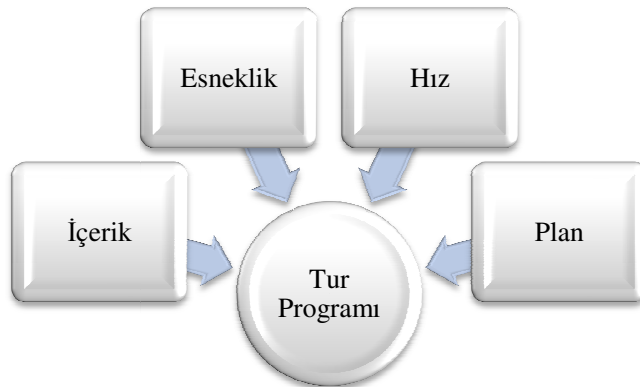 Esneklik
Hız
İçerik
Plan
Tur
Programı